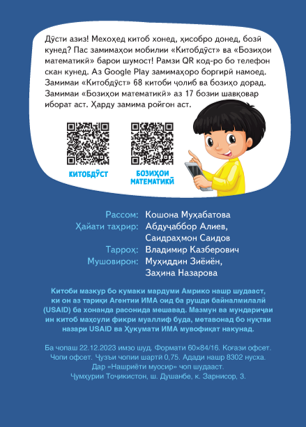 Дӯсти азиз! Мехоҳед китоб хонед, ҳисобро донед, бозӣ
кунед? Пас замимаҳои мобилии «Китобдӯст» ва «Бозиҳои
математикӣ» барои шумост! Рамзи QR код-ро бо телефон
скан кунед. Аз Google Play замимаҳоро боргирӣ намоед.
Замимаи «Китобдӯст» 68 китоби ҷолиб ва бозиҳо дорад.
Замимаи «Бозиҳои математикӣ» аз 17 бозии шавқовар
иборат аст. Ҳарду замима ройгон аст.
КИТОБДӮСТ
БОЗИҲОИ
МАТЕМАТИКӢ
Рассом: Кошона Муҳабатова
Ҳайати таҳрир: Абдуҷаббор Алиев,
Саидраҳмон Саидов
Тарроҳ: Владимир Казберович
Мушовирон: Муҳиддин Зиёиён,
Заҳина Назарова
Китоби мазкур бо кумаки мардуми Амрико нашр шудааст,
ки он аз тариқи Агентии ИМА оид ба рушди байналмилалӣ
(USAID) ба хонанда расонида мешавад. Мазмун ва мундариҷаи
ин китоб маҳсули фикри муаллиф буда, метавонад бо нуқтаи
назари USAID ва Ҳукумати ИМА мувофиқат накунад.
Ба чопаш 22.12.2023 имзо шуд. Формати 60×84/16. Коғази офсет.
Чопи офсет. Ҷузъи чопии шартӣ 0,75. Адади нашр 8302 нусха.
Дар «Нашриёти муосир» чоп шудааст.
Ҷумҳурии Тоҷикистон, ш. Душанбе, к. Зарнисор, 3.